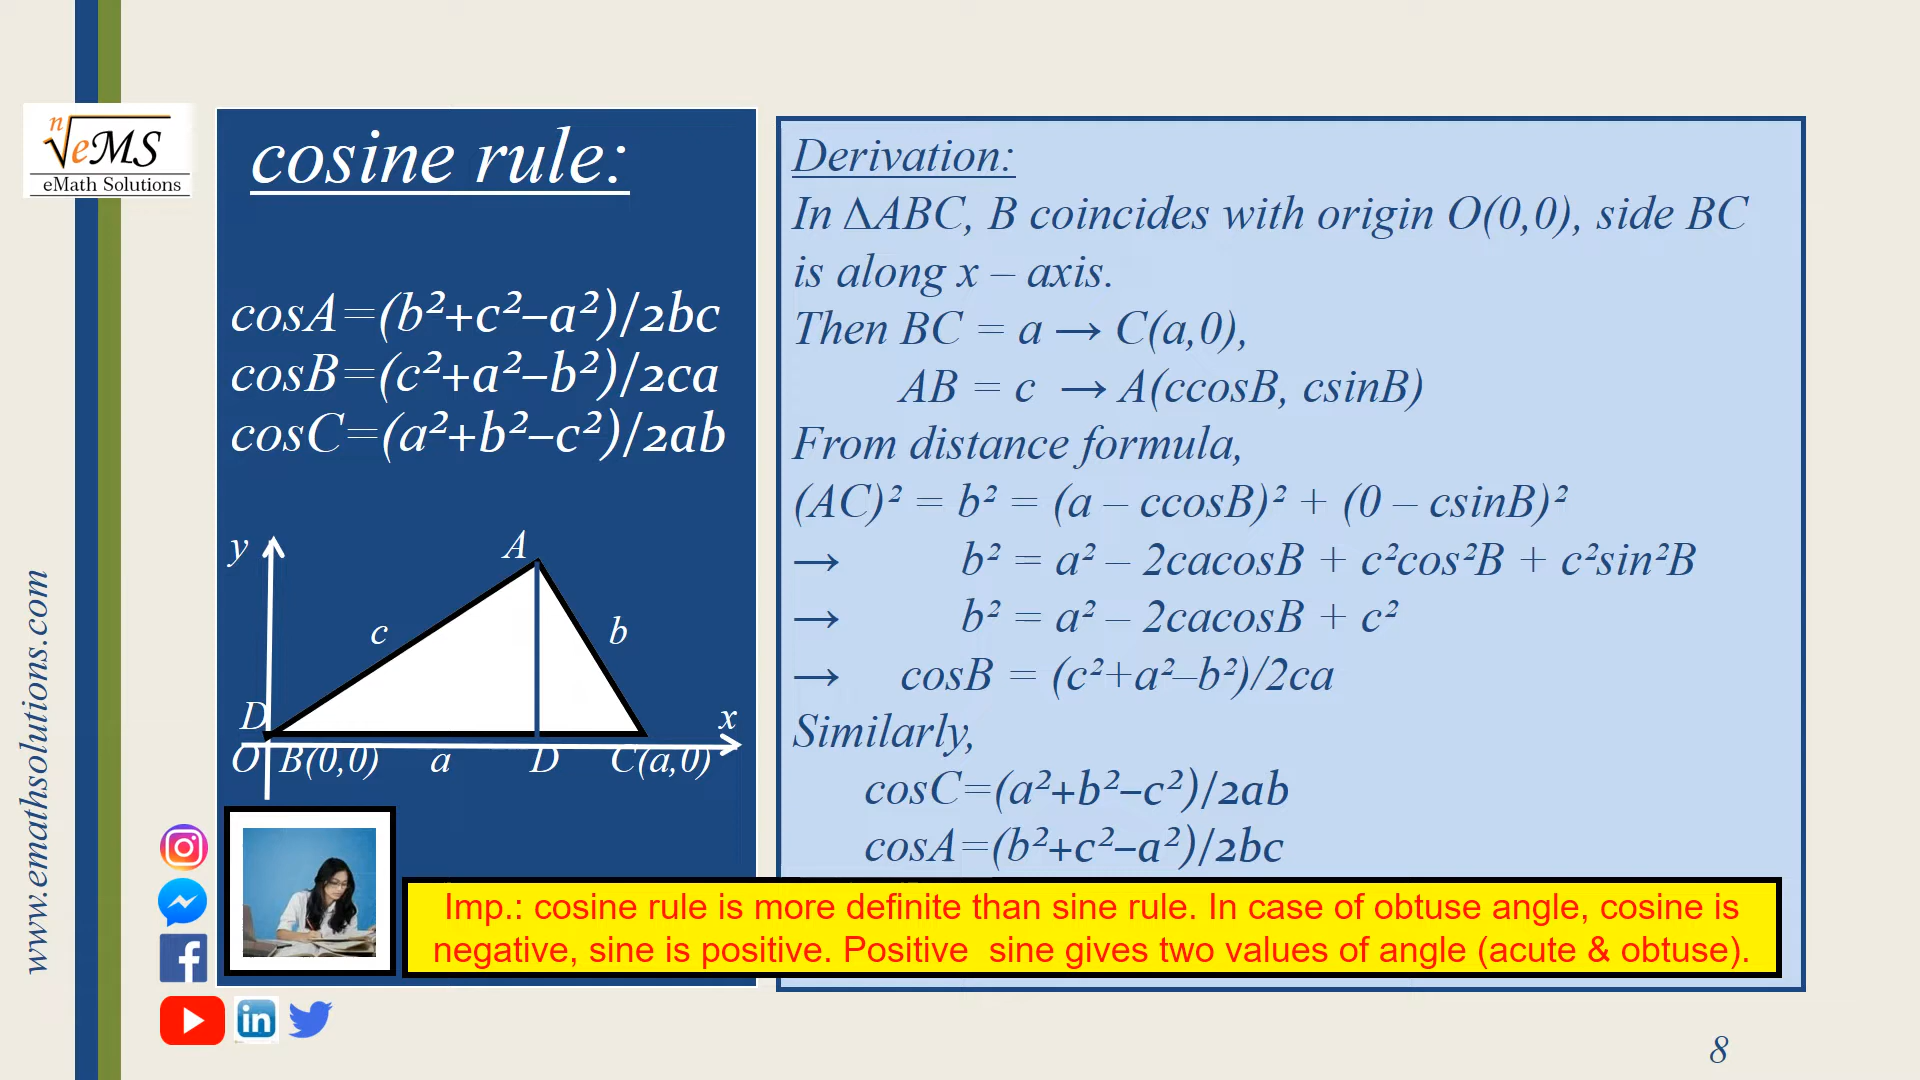 n
√eMS
eMath Solutions
www.emathsolutions.com
cosine rule:
cosA=(b²+c²–a²)/2bc
cosB=(c²+a²–b²)/2ca
cosC=(a²+b²–c²)/2ab
y
A
c
b
D
x
O B(0,0) a D C(a,0)
Derivation:
In ΔABC, B coincides with origin O(0,0), side BC
is along x – axis.
Then BC = a → C(a,0),
AB = c → A(ccosB, csinB)
From distance formula,
(AC)² = b² = (a – ccosB)² + (0 – csinB)²
→ b² = a² – 2cacosB + c²cos²B + c²sin²B
→ b² = a² – 2cacosB + c²
→ cosB = (c²+a²–b²)/2ca
Similarly,
cosC=(a²+b²–c²)/2ab
cosA=(b²+c²–a²)/2bc
Imp.: cosine rule is more definite than sine rule. In case of obtuse angle, cosine is
negative, sine is positive. Positive  sine gives two values of angle (acute & obtuse).
f
in
8